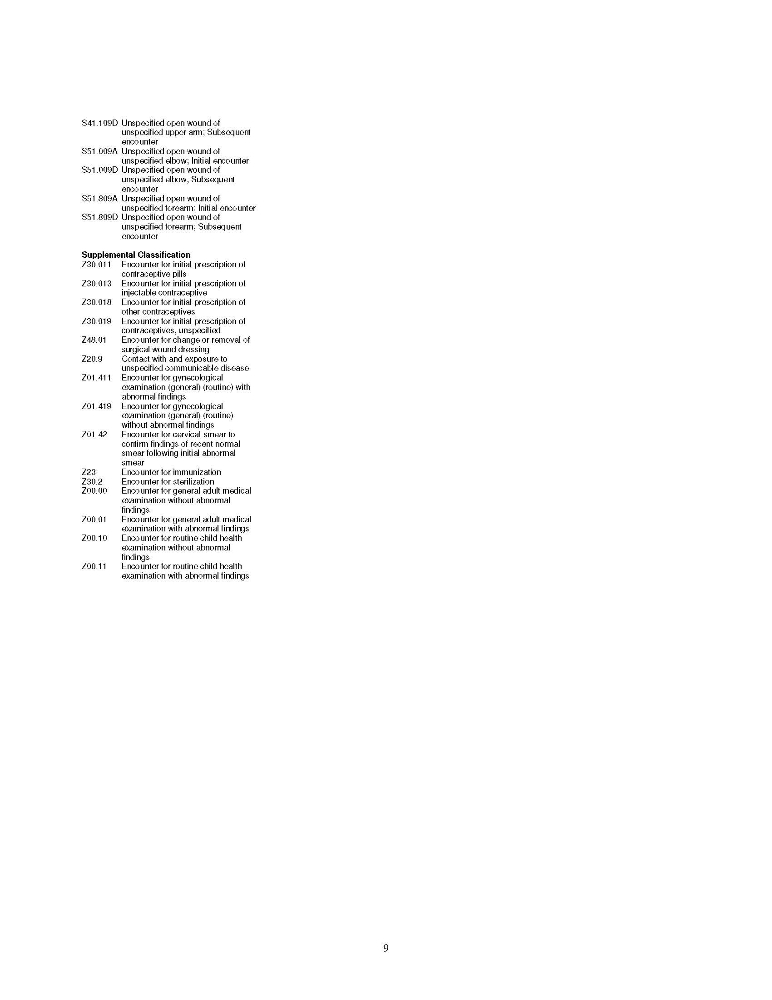 S41.109D Unspecified open wound of
unspecified upper arm; Subsequent
encounter
S51.009A Unspecified open wound of
unspecified elbow; Initial encounter
S51.009D Unspecified open wound of
unspecified elbow; Subsequent
encounter
S51.809A Unspecified open wound of
unspecified forearm; Initial encounter
S51.809D Unspecified open wound of
unspecified forearm; Subsequent
encounter
Supplemental Classification
Z30.011 Encounter for initial prescription of
contraceptive pills
Z30.013 Encounter for initial prescription of
injectable contraceptive
Z30.018 Encounter for initial prescription of
other contraceptives
Z30.019 Encounter for initial prescription of
contraceptives, unspecified
Z48.01 Encounter for change or removal of
surgical wound dressing
Z20.9 Contact with and exposure to
unspecified communicable disease
Z01.411 Encounter for gynecological
examination (general) (routine) with
abnormal findings
Z01.419 Encounter for gynecological
examination (general) (routine)
without abnormal findings
Z01.42 Encounter for cervical smear to
confirm findings of recent normal
smear following initial abnormal
smear
Z23 Encounter for immunization
Z30.2 Encounter for sterilization
Z00.00 Encounter for general adult medical
examination without abnormal
findings
Z00.01 Encounter for general adult medical
examination with abnormal findings
Z00.10 Encounter for routine child health
examination without abnormal
findings
Z00.11 Encounter for routine child health
examination with abnormal findings
9